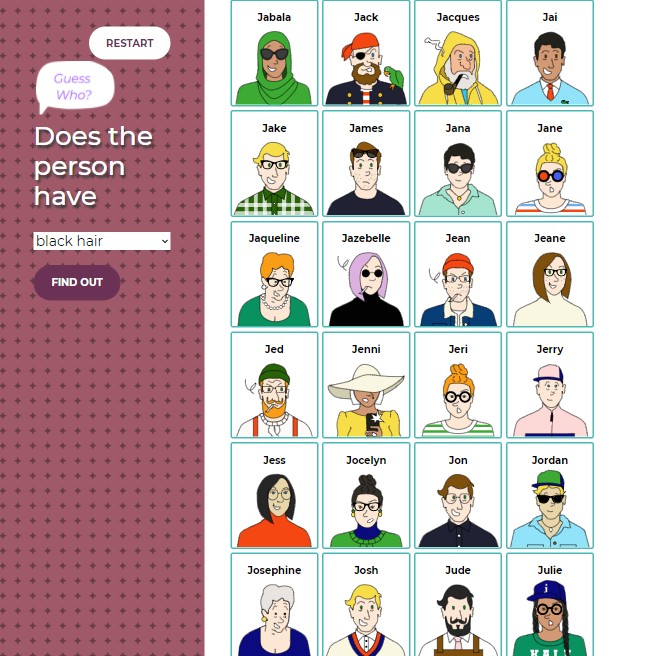 RESTART
Guess
Who?
Does the
person
have
black hair
FIND OUT
Jabala
Jack
Jacques
Jai
Jake
James
Jana
Jane
Jaqueline
Jazebelle
Jean
Jeane
Jed
Jenni
Jeri
Jerry
Jess
Jocelyn
Jon
Jordan
Josephine
Josh
Jude
Julie
j